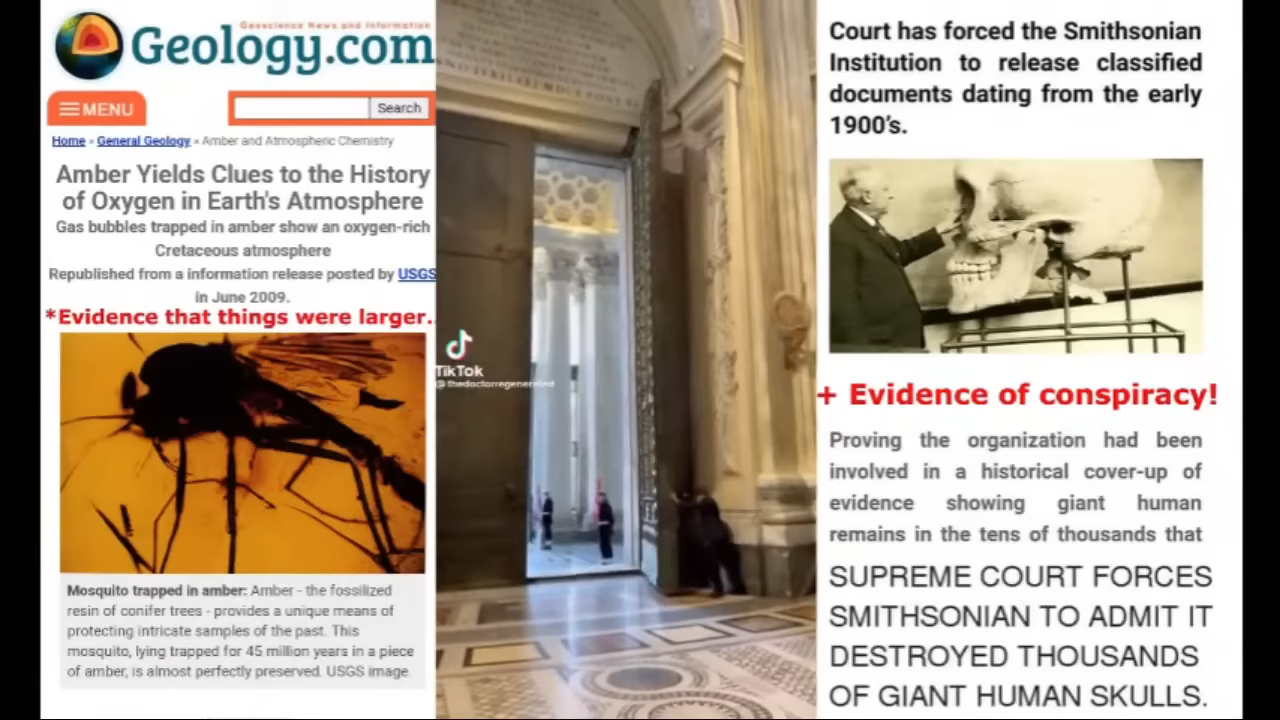 Geoscience News and Information
Geology.com
MENU
Search
Home » General Geology » Amber and Atmospheric Chemistry
Amber Yields Clues to the History
of Oxygen in Earth's Atmosphere
Gas bubbles trapped in amber show an oxygen-rich
Cretaceous atmosphere
Republished from a information release posted by USGS
in June 2009.
*Evidence that things were larger..
Mosquito trapped in amber: Amber - the fossilized
resin of conifer trees - provides a unique means of
protecting intricate samples of the past. This
mosquito, lying trapped for 45 million years in a piece
of amber, is almost perfectly preserved. USGS image.
TikTok
@thedoctorregenerated
Court has forced the Smithsonian
Institution to release classified
documents dating from the early
1900's.
+ Evidence of conspiracy!
Proving the organization had been
involved in a historical cover-up of
evidence showing giant human
remains in the tens of thousands that
SUPREME COURT FORCES
SMITHSONIAN TO ADMIT IT
DESTROYED THOUSANDS
OF GIANT HUMAN SKULLS.